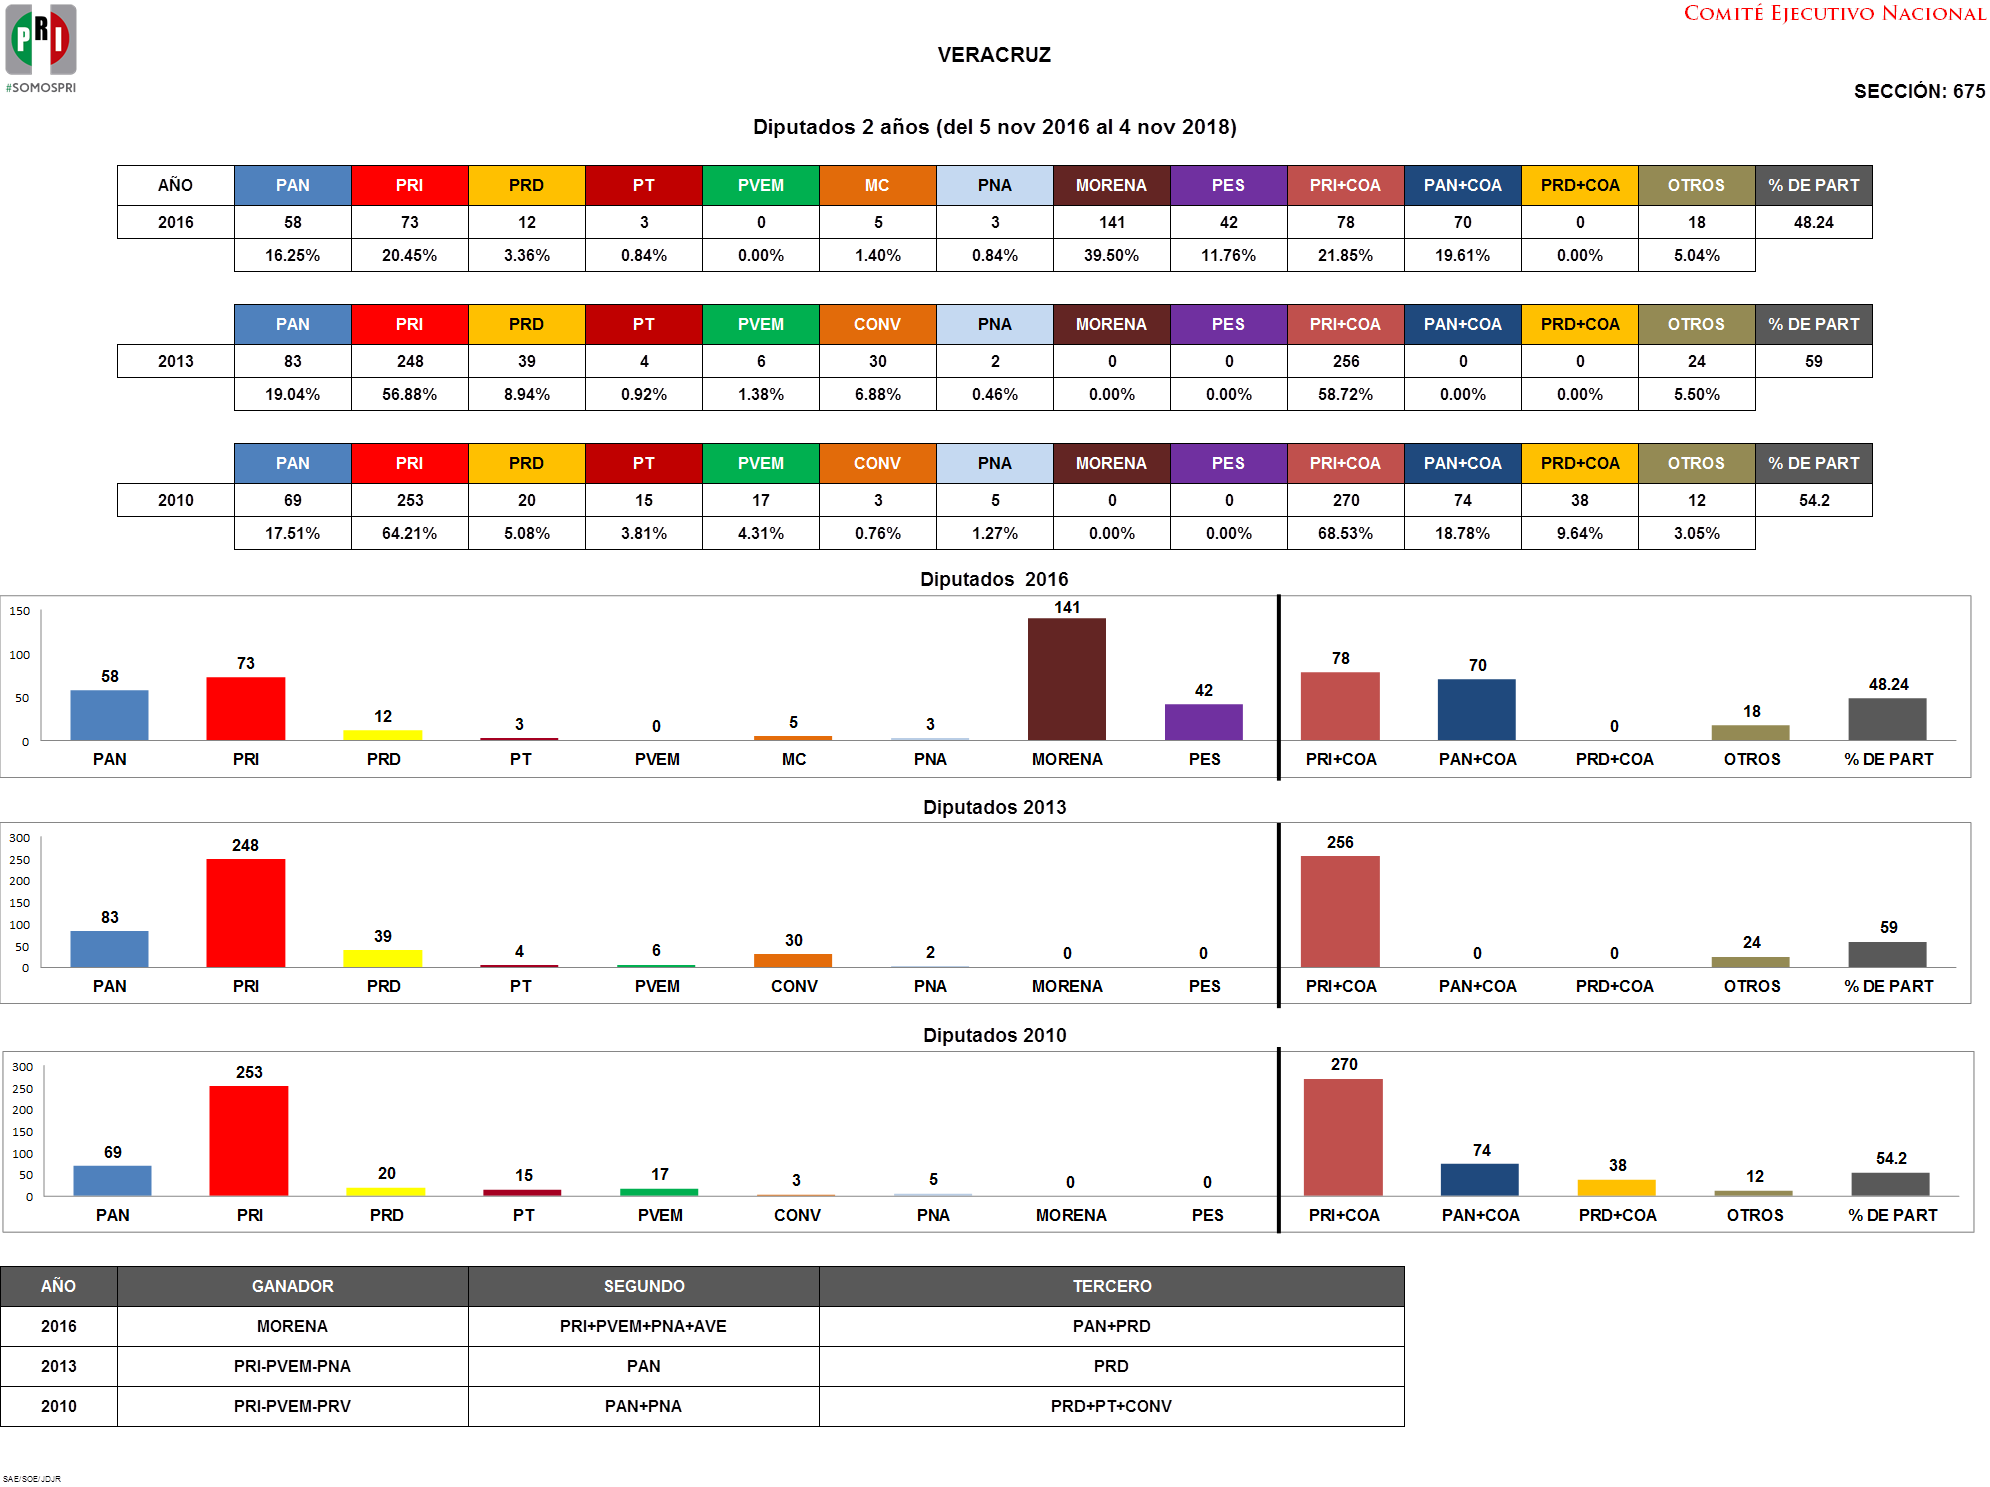 COMITÉ EJECUTIVO NACIONAL
PRI
#SOMOSPRI
VERACRUZ
SECCIÓN: 675
Diputados 2 años (del 5 nov 2016 al 4 nov 2018)
AÑO PAN PRI PRD PT PVEM MC PNA MORENA PES PRI+COA PAN+COA PRD+COA OTROS % DE PART
2016 58 73 12 3 0 5 3 141 42 78 70 0 18 48.24
16.25% 20.45% 3.36% 0.84% 0.00% 1.40% 0.84% 39.50% 11.76% 21.85% 19.61% 0.00% 5.04%
PAN PRI PRD PT PVEM CONV PNA MORENA PES PRI+COA PAN+COA PRD+COA OTROS % DE PART
2013 83 248 39 4 6 30 2 0 0 256 0 0 24 59
19.04% 56.88% 8.94% 0.92% 1.38% 6.88% 0.46% 0.00% 0.00% 58.72% 0.00% 0.00% 5.50%
PAN PRI PRD PT PVEM CONV PNA MORENA PES PRI+COA PAN+COA PRD+COA OTROS % DE PART
2010 69 253 20 15 17 3 5 0 0 270 74 38 12 54.2
17.51% 64.21% 5.08% 3.81% 4.31% 0.76% 1.27% 0.00% 0.00% 68.53% 18.78% 9.64% 3.05%
Diputados 2016
150
100
50
0
58 73 12 3 0 5 3 141 42 78 70 0 18 48.24
PAN PRI PRD PT PVEM MC PNA MORENA PES PRI+COA PAN+COA PRD+COA OTROS % DE PART
Diputados 2013
300
250
200
150
100
50
0
83 248 39 4 6 30 2 0 0 256 0 0 24 59
PAN PRI PRD PT PVEM CONV PNA MORENA PES PRI+COA PAN+COA PRD+COA OTROS % DE PART
Diputados 2010
300
250
200
150
100
50
0
69 253 20 15 17 3 5 0 0 270 74 38 12 54.2
PAN PRI PRD PT PVEM CONV PNA MORENA PES PRI+COA PAN+COA PRD+COA OTROS % DE PART
AÑO GANADOR SEGUNDO TERCERO
2016 MORENA PRI+PVEM+PNA+AVE PAN+PRD
2013 PRI-PVEM-PNA PAN PRD
2010 PRI-PVEM-PRV PAN+PNA PRD+PT+CONV
SAE/SOE/JDJR